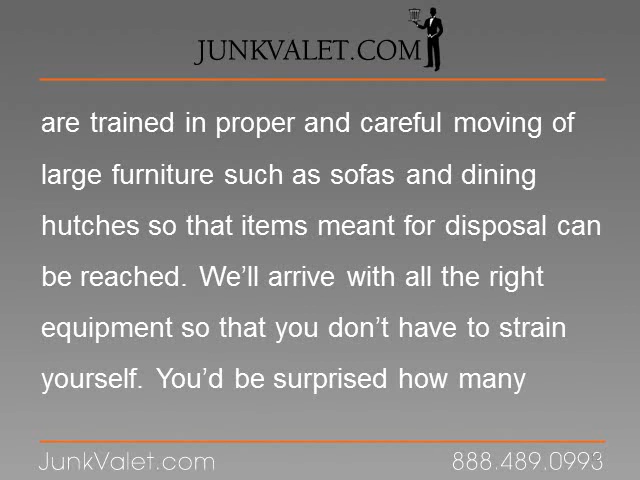 JUNKVALET.COM
are trained in proper and careful moving of
large furniture such as sofas and dining
hutches so that items meant for disposal can
be reached. We’ll arrive with all the right
equipment so that you don’t have to strain
yourself. You’d be surprised how many
JunkValet.com 888.489.0993